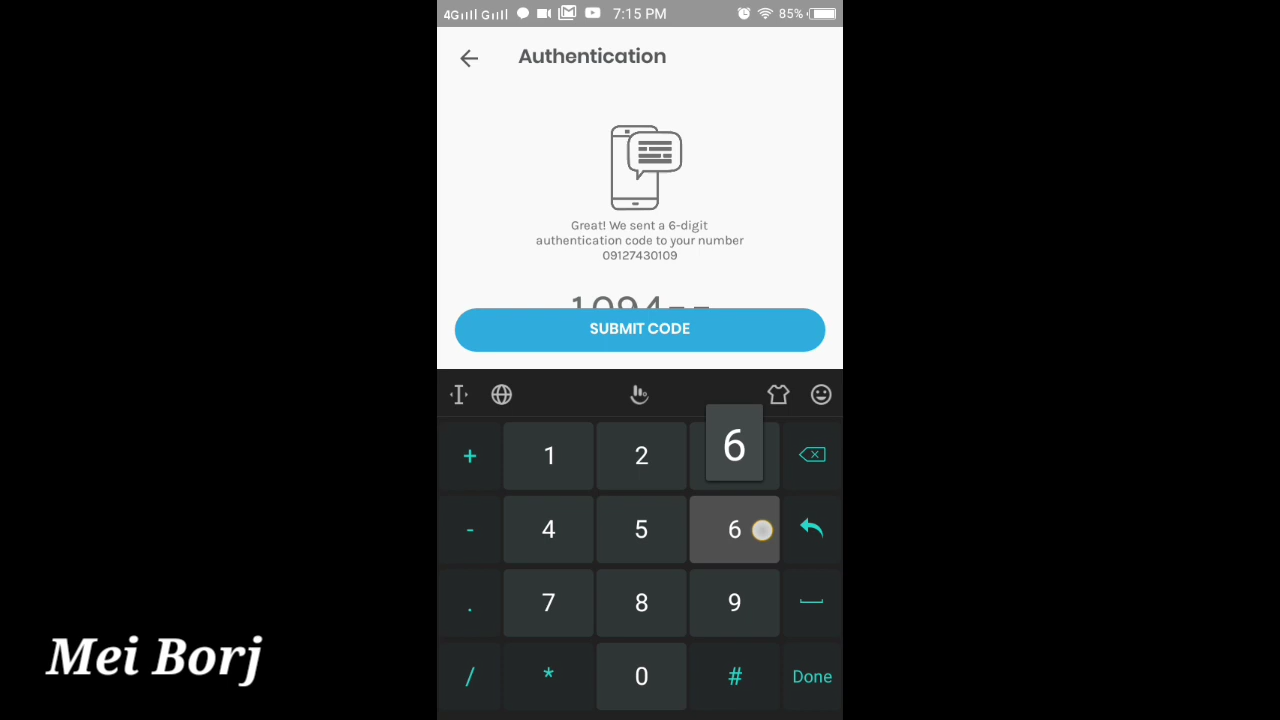 4G G 7:15 PM 85%
Authentication
Great! We sent a 6-digit
authentication code to your number
09127430109
1094--
SUBMIT CODE
6
+ 1 2
- 4 5 6
. 7 8 9
/ * 0 # Done
Mei Borj